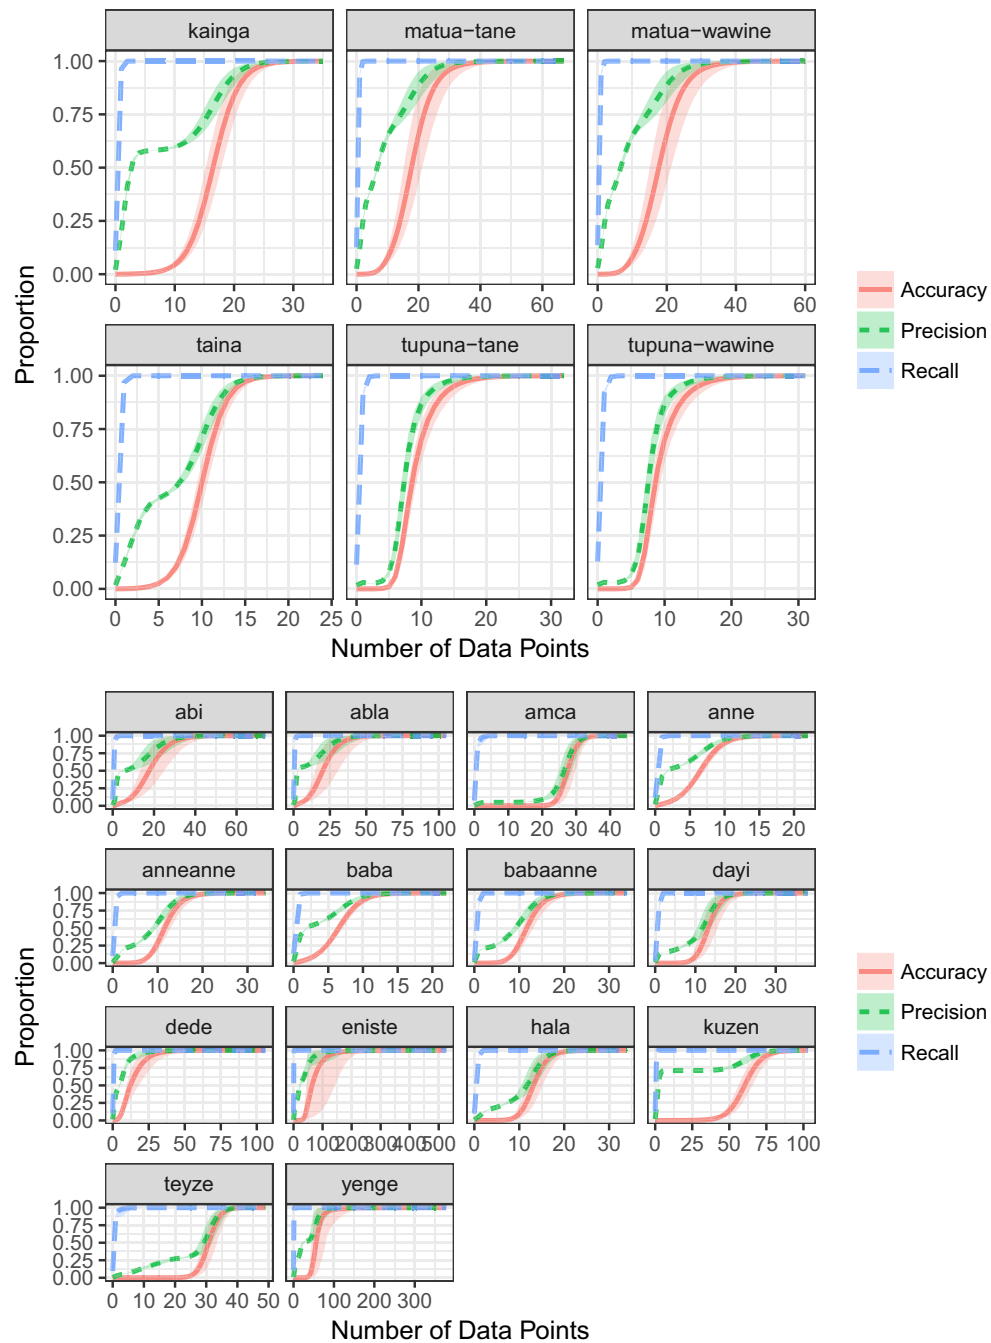 kainga matua−tane matua−wawine
1.00
0.75
0.50
0.25
0.00
0 10 20 30 0 20 40 60 0 20 40 60
taina tupuna−tane tupuna−wawine
1.00
0.75
0.50
0.25
0.00
0 5 10 15 20 25 0 10 20 30 0 10 20 30
Proportion
Number of Data Points
Accuracy
Precision
Recall
abi abla amca anne
1.00
0.75
0.50
0.25
0.00
0 20 40 60 0 25 50 75 100 0 10 20 30 40 0 5 10 15 20
anneanne baba babaanne dayi
1.00
0.75
0.50
0.25
0.00
0 10 20 30 0 5 10 15 20 0 10 20 30 0 10 20 30
dede eniste hala kuzen
1.00
0.75
0.50
0.25
0.00
0 25 50 75 100 0 100 200 300 400 500 0 10 20 30 0 25 50 75 100
teyze yenge
1.00
0.75
0.50
0.25
0.00
0 10 20 30 40 50 0 100 200 300
Proportion
Number of Data Points
Accuracy
Precision
Recall